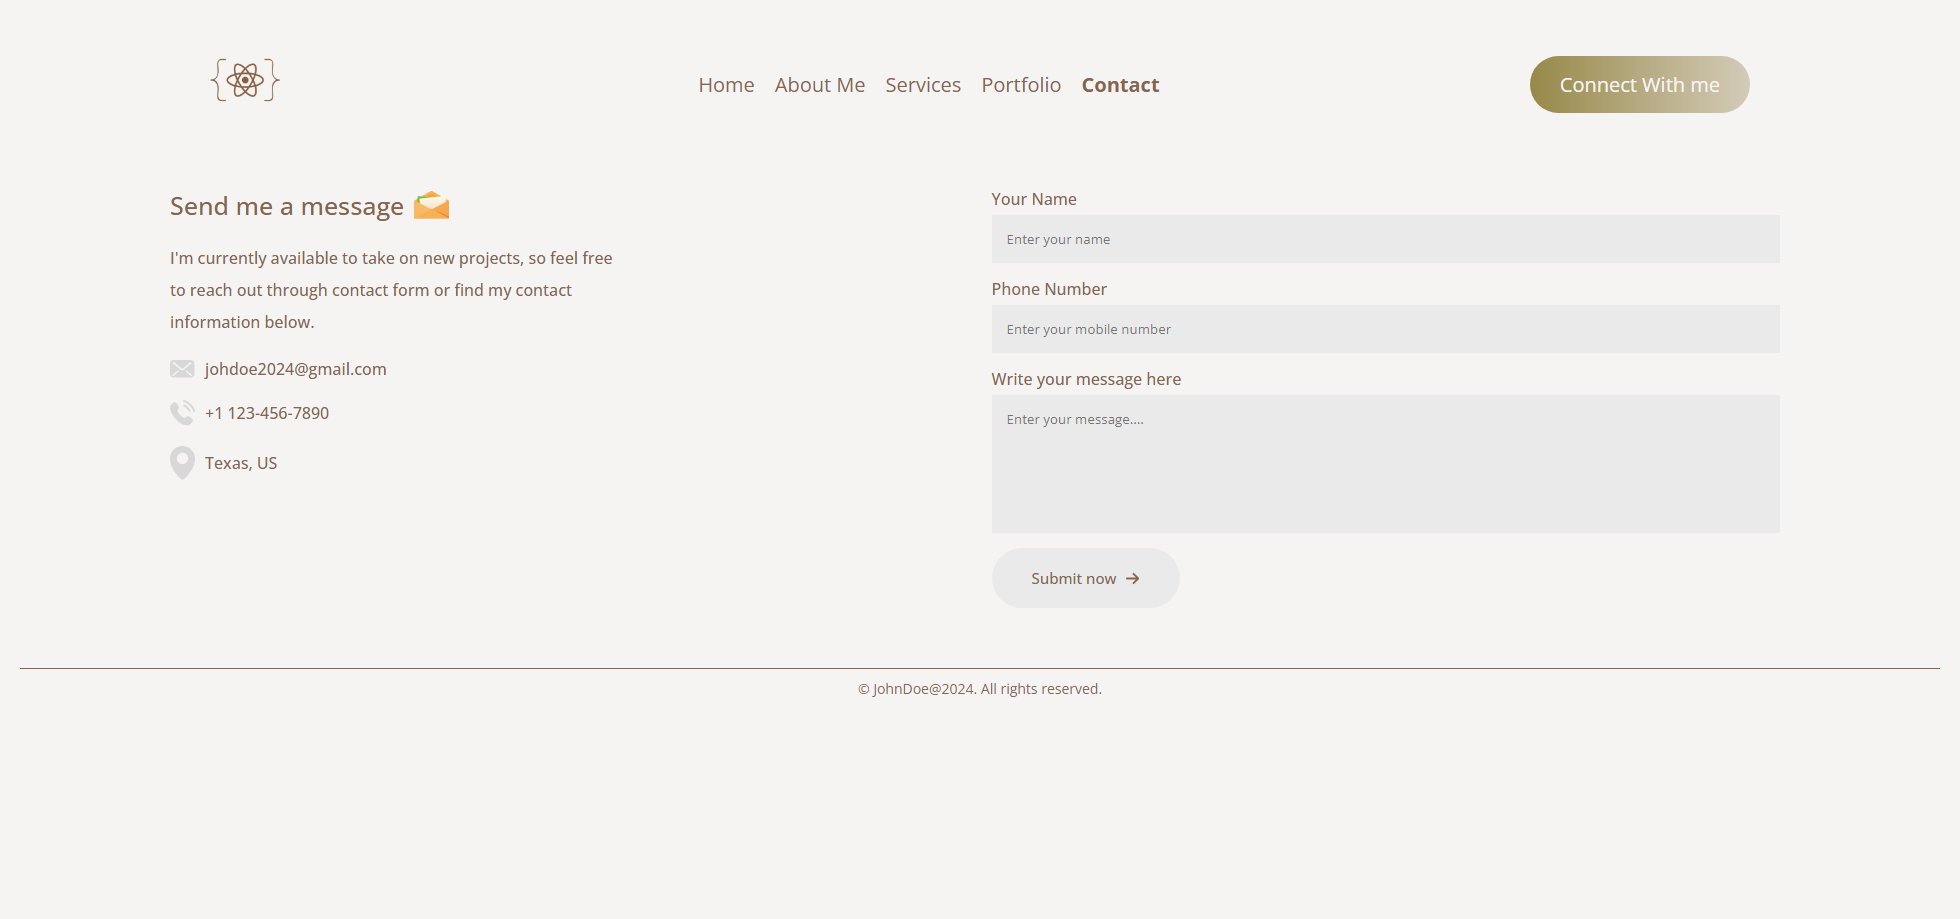 Home About Me Services Portfolio Contact
Connect With me
Send me a message
I'm currently available to take on new projects, so feel free
to reach out through contact form or find my contact
information below.
johdoe2024@gmail.com
+1 123-456-7890
Texas, US
Your Name
Enter your name
Phone Number
Enter your mobile number
Write your message here
Enter your message....
Submit now
© JohnDoe@2024. All rights reserved.